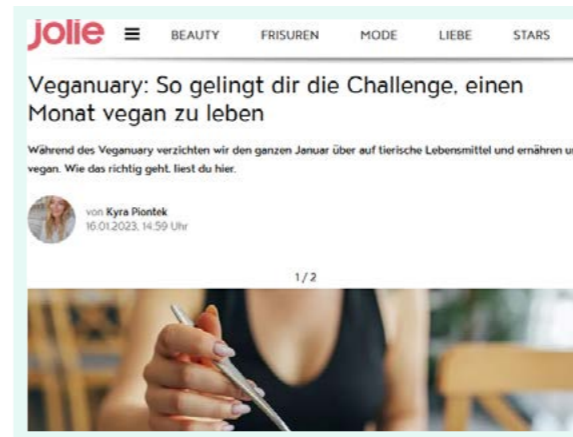 jolie BEAUTY FRISUREN MODE LIEBE STARS
Veganuary: So gelingt dir die Challenge, einen
Monat vegan zu leben
Während des Veganuary verzichten wir den ganzen Januar über auf tierische Lebensmittel und ernähren
vegan. Wie das richtig geht, liest du hier.
von Kyra Piontek
16.01.2023, 14.59 Uhr
1/2